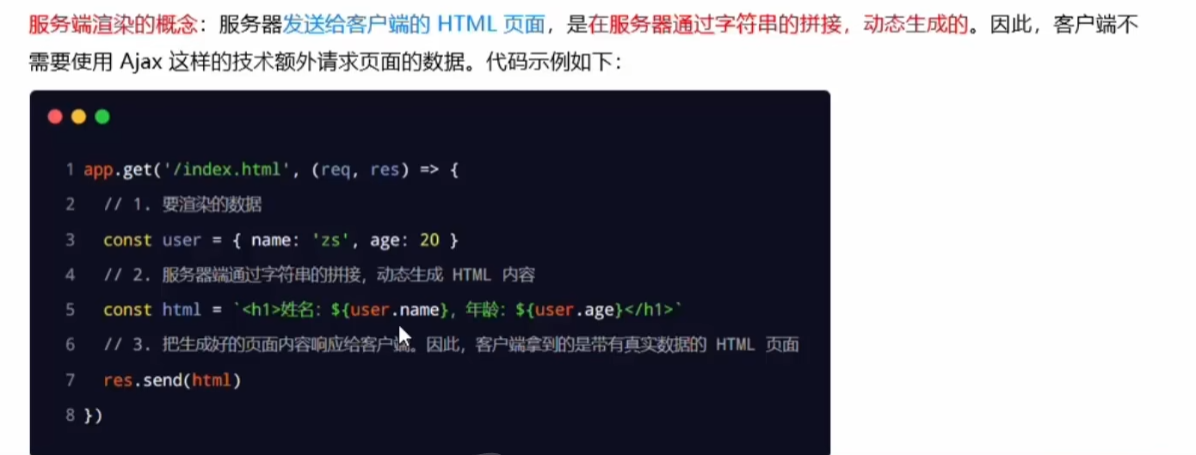 服务端渲染的概念：服务器发送给客户端的 HTML 页面，是在服务器通过字符串的拼接，动态生成的。因此，客户端不
需要使用 Ajax 这样的技术额外请求页面的数据。代码示例如下：
1 app.get('/index.html', (req, res) => {
2 // 1. 要渲染的数据
3 const user = { name: 'zs', age: 20 }
4 // 2. 服务器端通过字符串的拼接，动态生成 HTML 内容
5 const html = `<h1>姓名：${user.name}，年龄：${user.age}</h1>`
6 // 3. 把生成好的页面内容响应给客户端。因此，客户端拿到的是带有真实数据的 HTML 页面
7 res.send(html)
8 })